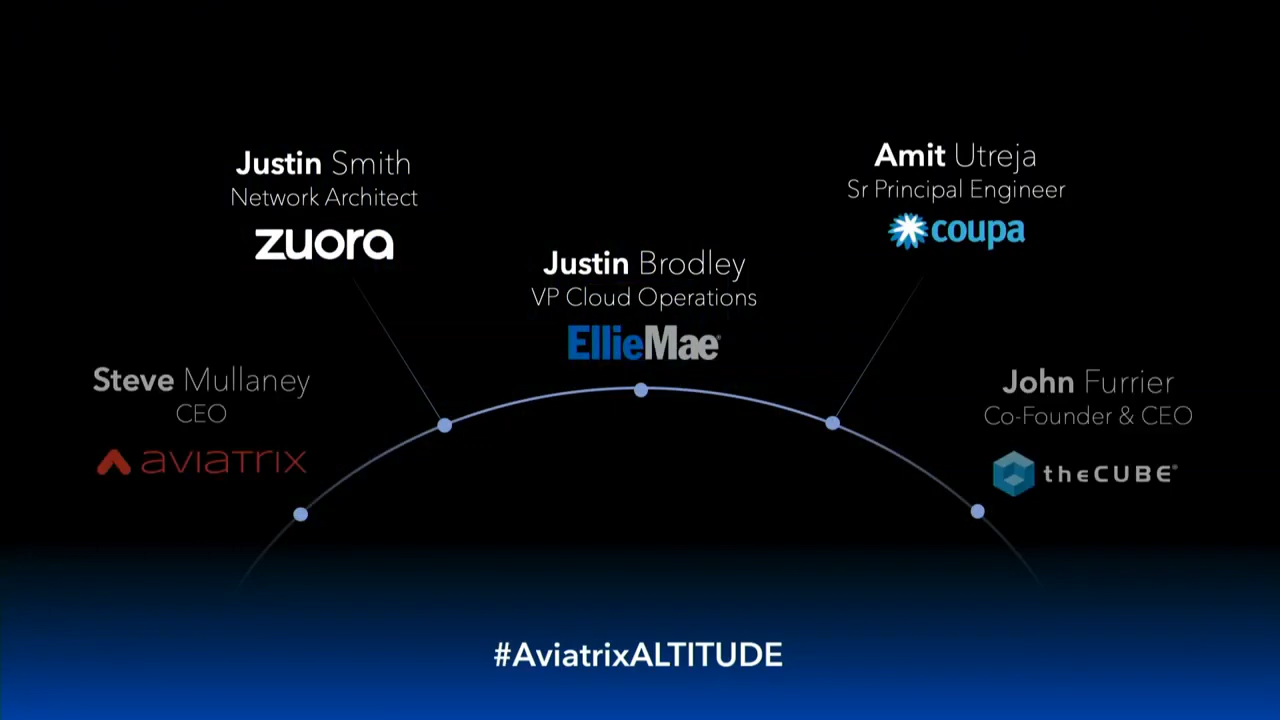 Justin Smith
Network Architect
zuora
Amit Utreja
Sr Principal Engineer
coupa
Justin Brodley
VP Cloud Operations
EllieMae®
Steve Mullaney
CEO
aviatrix
John Furrier
Co-Founder & CEO
theCUBE®
#AviatrixALTITUDE